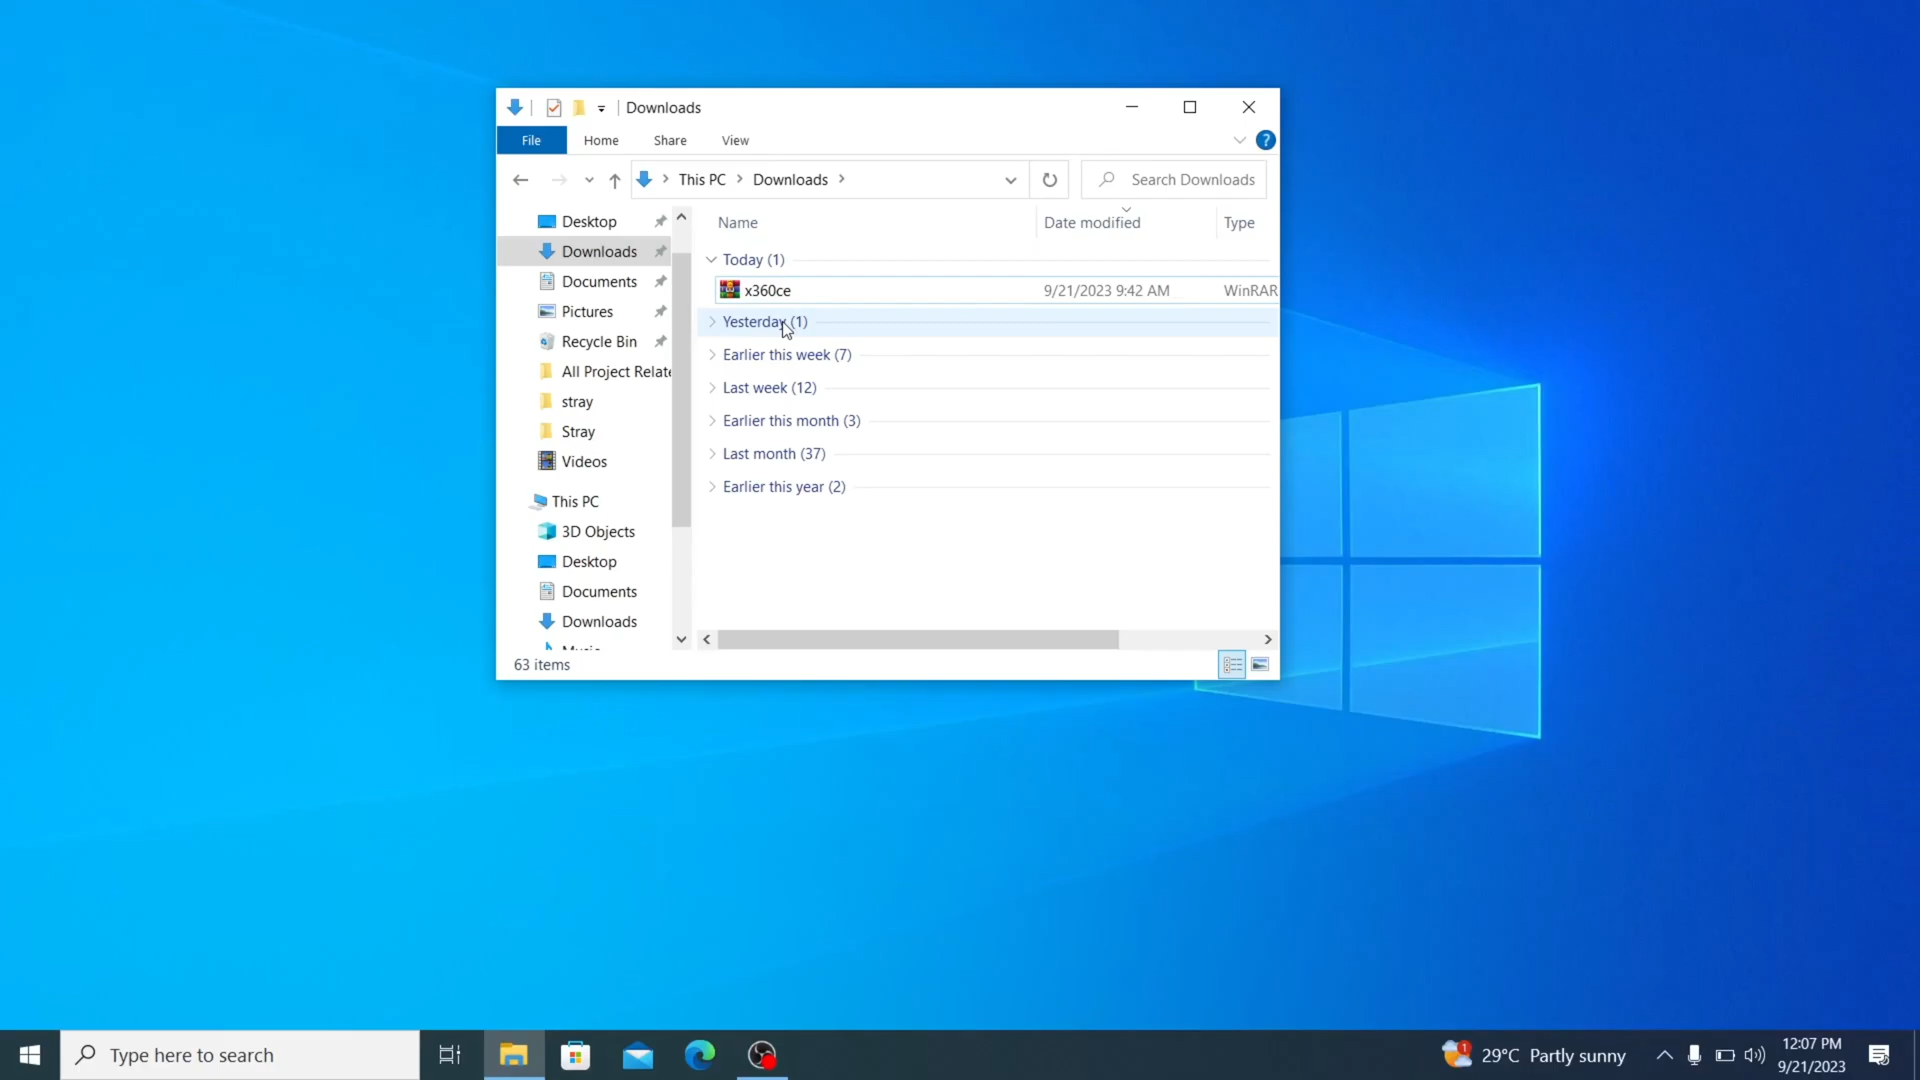 Downloads
File Home Share View
This PC Downloads Search Downloads
Name Date modified Type
Desktop
Downloads
Documents
Pictures
Recycle Bin
All Project Relate
stray
Stray
Videos
This PC
3D Objects
Desktop
Documents
Downloads
Today (1)
x360ce 9/21/2023 9:42 AM WinRAR
Yesterday (1)
Earlier this week (7)
Last week (12)
Earlier this month (3)
Last month (37)
Earlier this year (2)
63 items
Type here to search
1
29°C Partly sunny
12:07 PM
9/21/2023